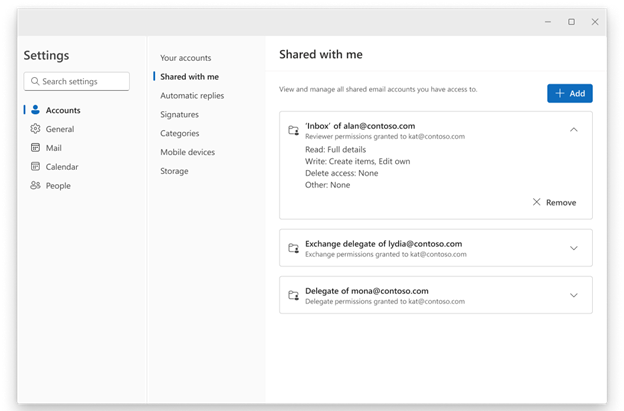 Settings
Search settings
Accounts
General
Mail
Calendar
People
Your accounts
Shared with me
Automatic replies
Signatures
Categories
Mobile devices
Storage
Shared with me
View and manage all shared email accounts you have access to.
Add
'Inbox' of alan@contoso.com
Reviewer permissions granted to kat@contoso.com
Read: Full details
Write: Create items, Edit own
Delete access: None
Other: None
Remove
Exchange delegate of lydia@contoso.com
Exchange permissions granted to kat@contoso.com
Delegate of mona@contoso.com
Delegate permissions granted to kat@contoso.com